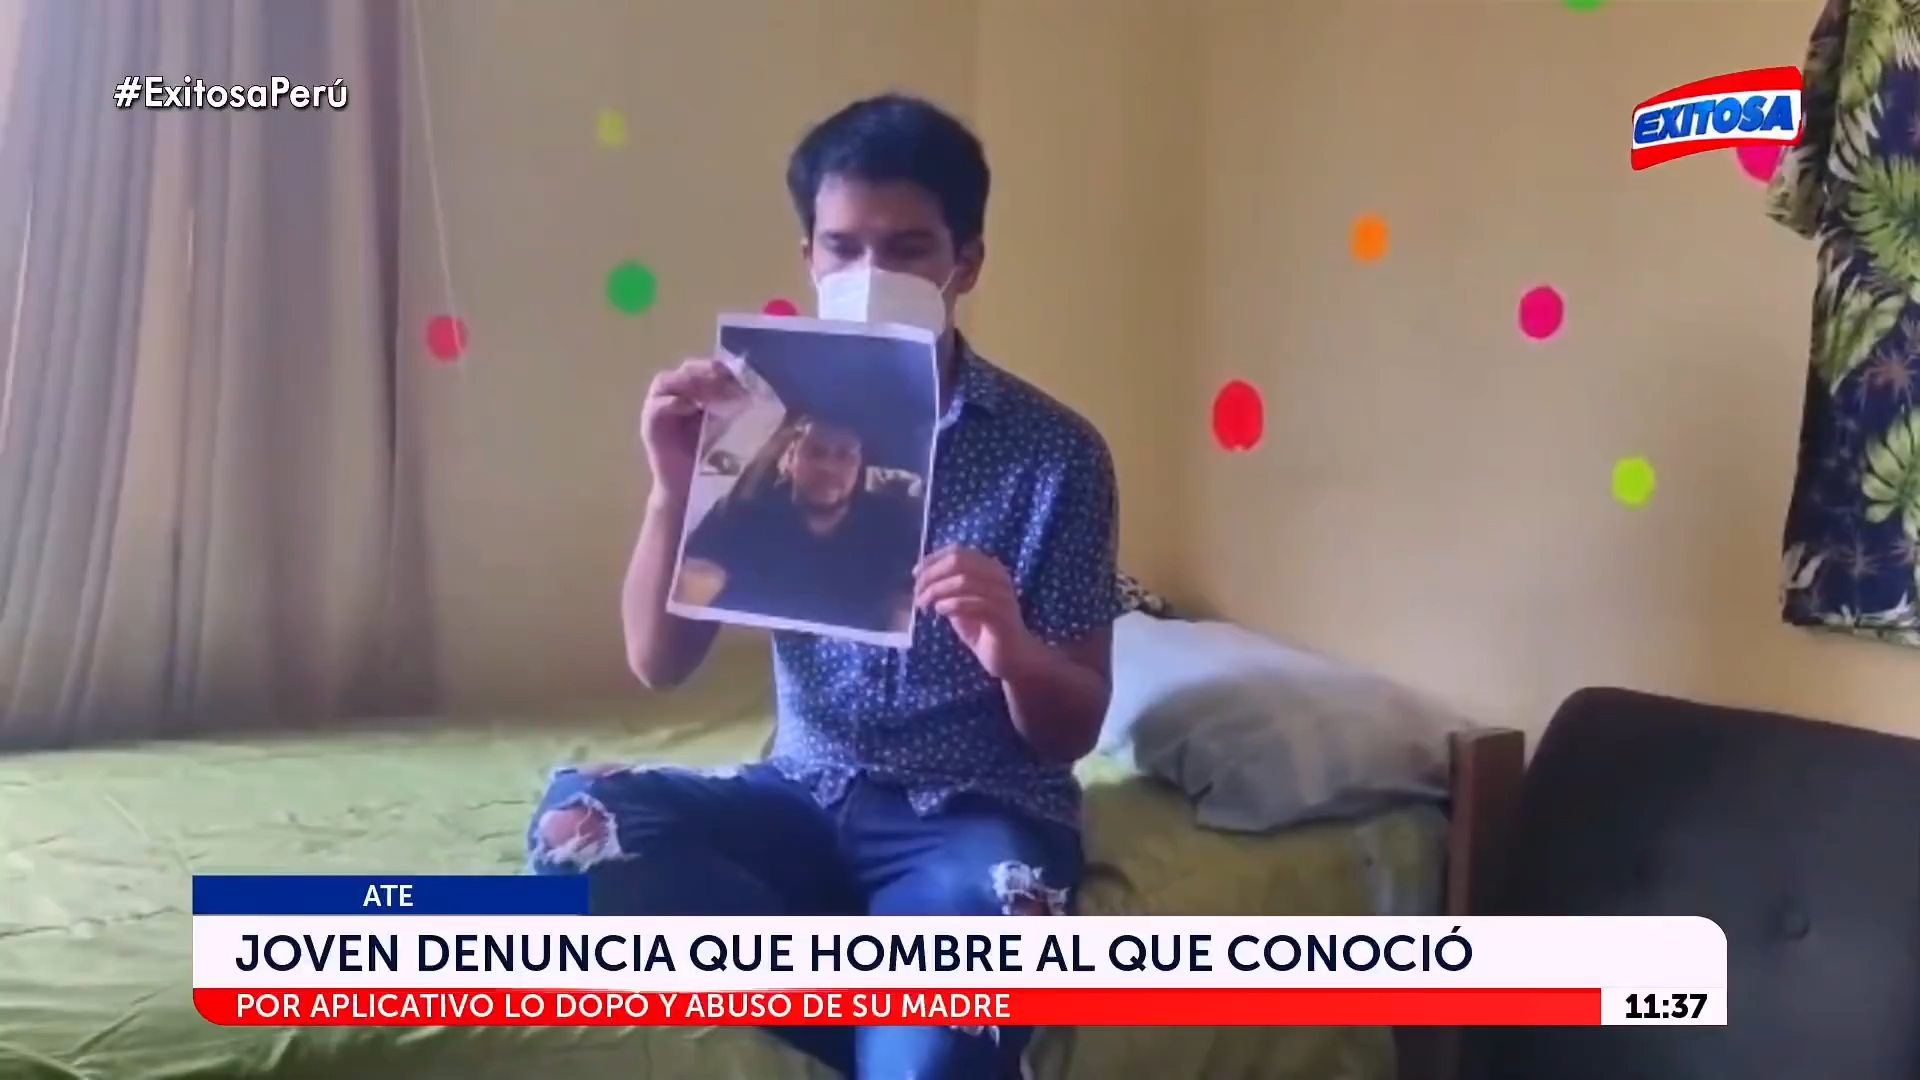 #ExitosaPerú
EXITOSA
ATE
JOVEN DENUNCIA QUE HOMBRE AL QUE CONOCIÓ
POR APLICATIVO LO DOPÓ Y ABUSO DE SU MADRE
11:37